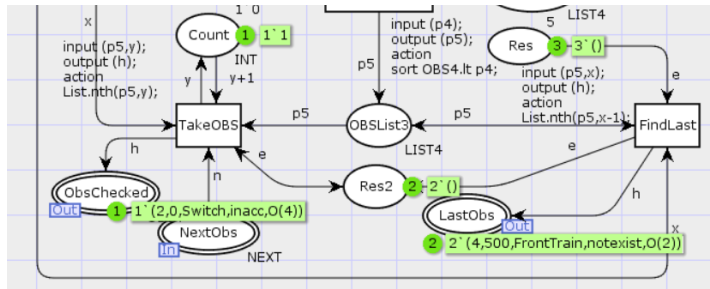 1 0
x
Count
1
1`1
INT
input (p5,y);
output (h);
action
List.nth(p5,y);
y
y+1
p5
input (p4);
output (p5);
action
sort OBS4.lt p4;
5
LIST4
Res
3
3`()
input (p5,x);
output (h);
action
List.nth(p5,x-1);
e
TakeOBS
p5
OBSList3
p5
FindLast
LIST4
h
n
e
e
ObsChecked
Out
1
1`(2,0,Switch,inacc,O(4))
Res2
2
2`()
h
NextObs
In
NEXT
LastObs
Out
x
2
2`(4,500,FrontTrain,notexist,O(2))